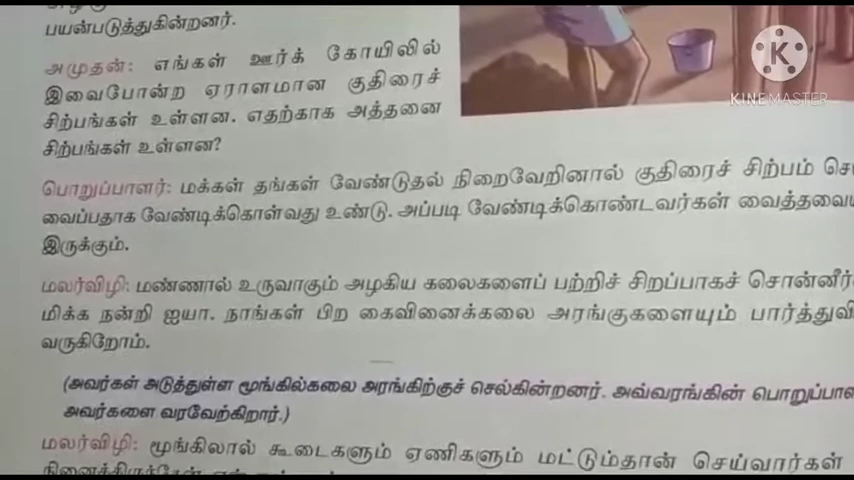 பயன்படுத்துகின்றனர்.
அமுதன்: எங்கள் ஊர்க் கோயிலில்
இவைபோன்ற ஏராளமான குதிரைச்
சிற்பங்கள் உள்ளன. எதற்காக அத்தனை
சிற்பங்கள் உள்ளன?
K
KINEMASTER
பொறுப்பாளர்: மக்கள் தங்கள் வேண்டுதல் நிறைவேறினால் குதிரைச் சிற்பம்
வைப்பதாக வேண்டிக்கொள்வது உண்டு. அப்படி வேண்டிக்கொண்டவர்கள்
இருக்கும்.
மலர்விழி: மண்ணால் உருவாகும் அழகிய கலைகளைப் பற்றிச் சிறப்பாகச்
மிக்க நன்றி ஐயா. நாங்கள் பிற கைவினைக்கலை அரங்குகளையும்
வருகிறோம்.
(அவர்கள் அடுத்துள்ள மூங்கில்கலை அரங்கிற்குச் செல்கின்றனர். அவ்வரங்கின்
அவர்களை வரவேற்கிறார்.)
மலர்விழி: மூங்கிலால் கூடைகளும் ஏணிகளும் மட்டும்தான் செய்வார்கள்